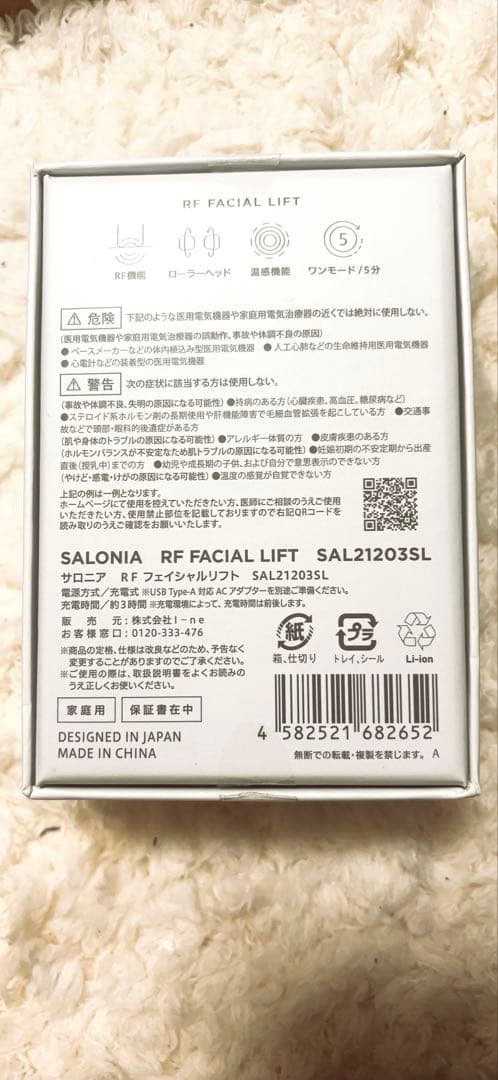 RF FACIAL LIFT
RF機能 ローラーヘッド 温感機能 5 ワンモード/5分
危険 下記のような医用電気機器や家庭用電気治療器の近くでは絶対に使用しない。
(医用電気機器や家庭用電気治療器の誤動作、事故や体調不良の原因)
●ペースメーカーなどの体内植込み型医用電気機器 ●人工心肺などの生命維持用医用電気機器
●心電計などの装着型の医用電気機器
警告 次の症状に該当する方は使用しない。
(事故や体調不良、失明の原因になる可能性)●持病のある方(心臓疾患、高血圧、糖尿病など)
●ステロイド系ホルモン剤の長期使用や肝機能障害で毛細血管拡張を起こしている方 ●交通事
故などで頭部・眼科的後遺症がある方
(肌や身体のトラブルの原因になる可能性)●アレルギー体質の方 ●皮膚疾患のある方
(ホルモンバランスが不安定なため肌トラブルの原因になる可能性)●妊娠初期の不安定期から出産
直後(授乳中)までの方 ●幼児や成長期の子供、および自分で意思表示のできない方
(やけど・感電・けがの原因になる可能性)●温度の感覚が自覚できない方
上記の例は一例となります。
ホームページにて使用を控えていただきたい方、医師にご相談のうえご使用
いただきたい方、使用禁止部位を記載しておりますので右記QRコードを
読み取りのうえご確認をお願いいたします。
SALONIA RF FACIAL LIFT SAL21203SL
サロニア RFフェイシャルリフト SAL21203SL
電源方式/充電式 ※USB Type-A 対応 AC アダプターを別途ご準備ください。
充電時間/約3時間 ※充電環境によって、充電時間は前後します。
販売元:株式会社I-ne
お客様窓口:0120-333-476
※商品の定格、仕様は改良などのため、予告なく
変更することがありますのでご了承ください。
※ご使用の際は、取扱説明書をよくお読みの
うえ正しくお使いください。
紙 プラ
箱、仕切り トレイ、シール Li-ion
家庭用 保証書在中
DESIGNED IN JAPAN
MADE IN CHINA
4 582521 682652
無断での転載・複製を禁じます。 A